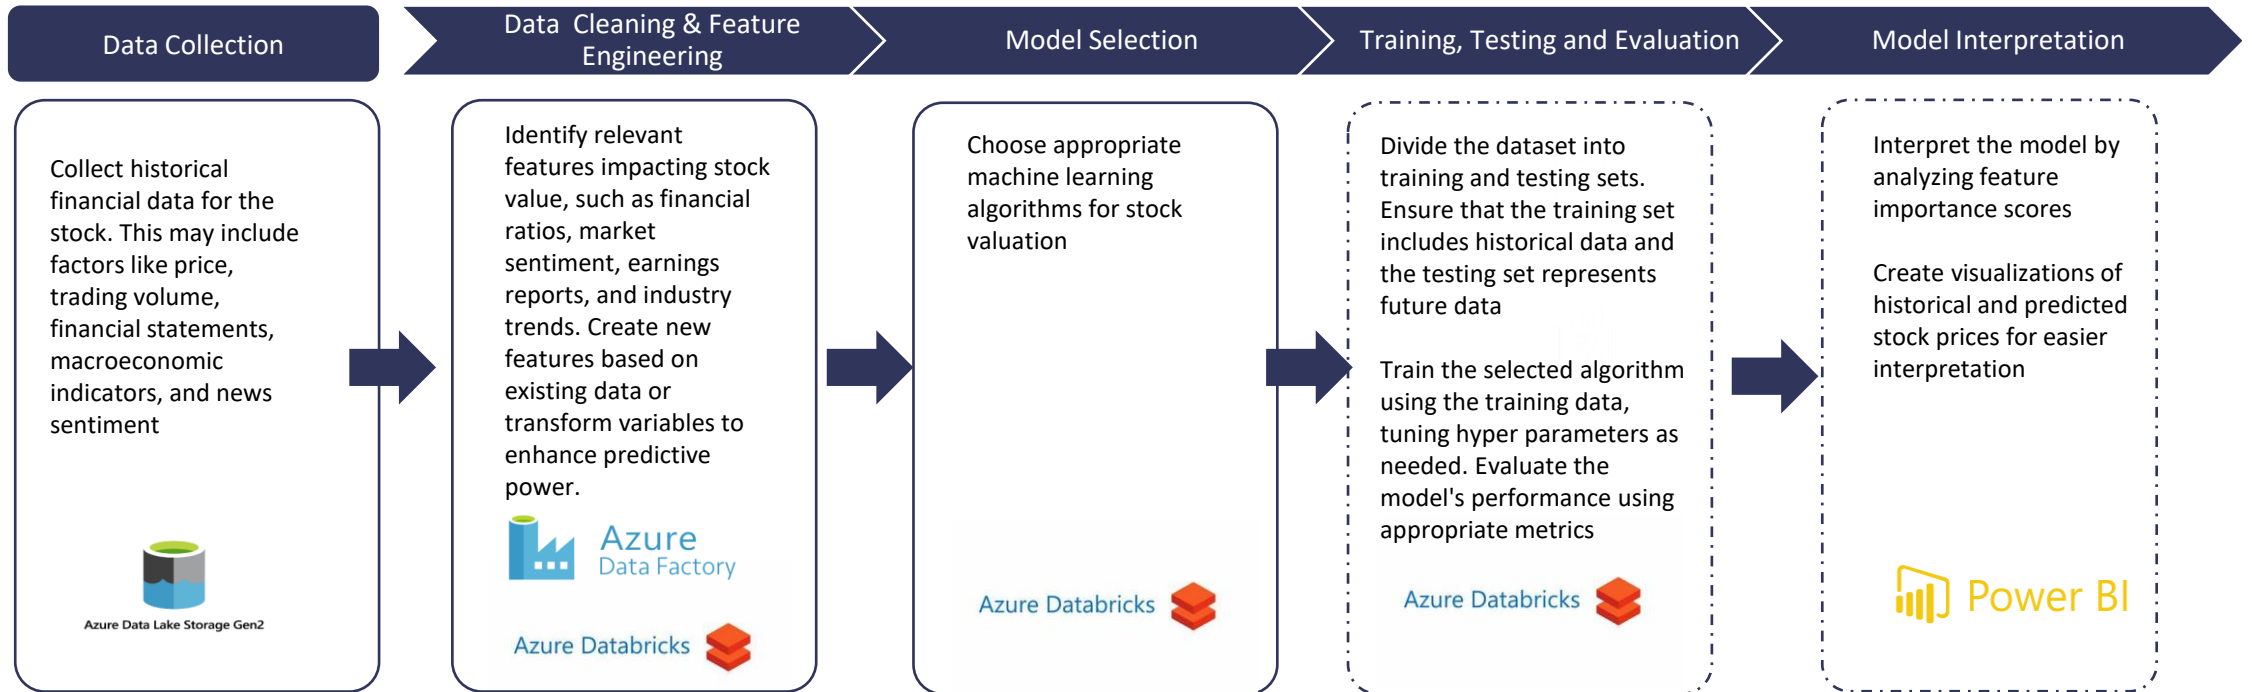 Data Collection
Data Cleaning & Feature
Engineering
Model Selection
Training, Testing and Evaluation
Model Interpretation
Collect historical
financial data for the
stock. This may include
factors like price,
trading volume,
financial statements,
macroeconomic
indicators, and news
sentiment
Azure Data Lake Storage Gen2
Identify relevant
features impacting stock
value, such as financial
ratios, market
sentiment, earnings
reports, and industry
trends. Create new
features based on
existing data or
transform variables to
enhance predictive
power.
Azure
Data Factory
Azure Databricks
Choose appropriate
machine learning
algorithms for stock
valuation
Azure Databricks
Divide the dataset into
training and testing sets.
Ensure that the training set
includes historical data and
the testing set represents
future data
Train the selected algorithm
using the training data,
tuning hyper parameters as
needed. Evaluate the
model's performance using
appropriate metrics
Azure Databricks
Interpret the model by
analyzing feature
importance scores
Create visualizations of
historical and predicted
stock prices for easier
interpretation
Power BI